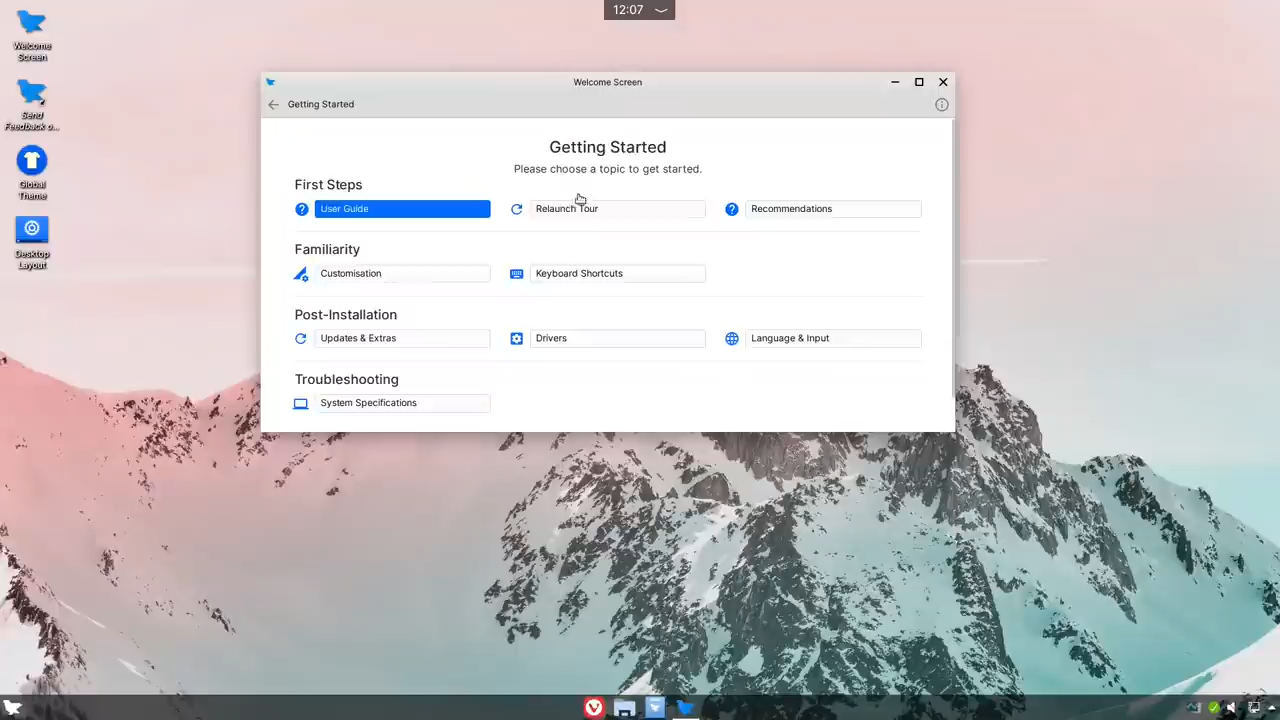 12:07
Welcome
Screen
Send
Feedback o...
Global
Theme
Desktop
Layout
Welcome Screen
Getting Started
Getting Started
Please choose a topic to get started.
First Steps
User Guide
Relaunch Tour
Recommendations
Familiarity
Customisation
Keyboard Shortcuts
Post-Installation
Updates & Extras
Drivers
Language & Input
Troubleshooting
System Specifications